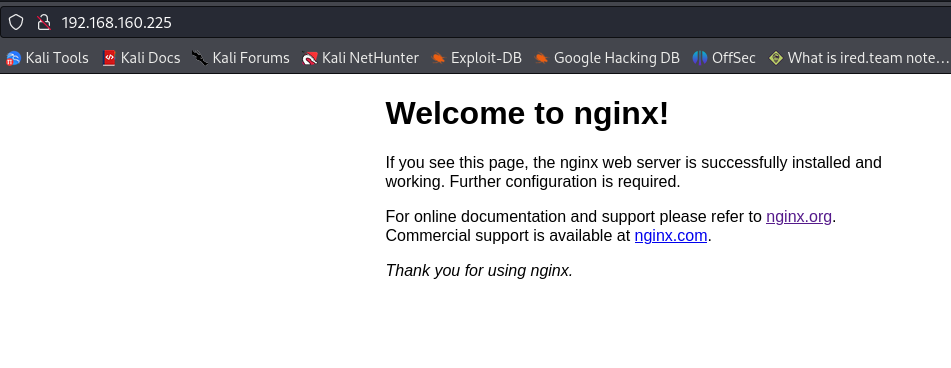 192.168.160.225
Kali Tools Kali Docs Kali Forums Kali NetHunter Exploit-DB Google Hacking DB OffSec What is ired.team note…
Welcome to nginx!
If you see this page, the nginx web server is successfully installed and
working. Further configuration is required.
For online documentation and support please refer to nginx.org.
Commercial support is available at nginx.com.
Thank you for using nginx.